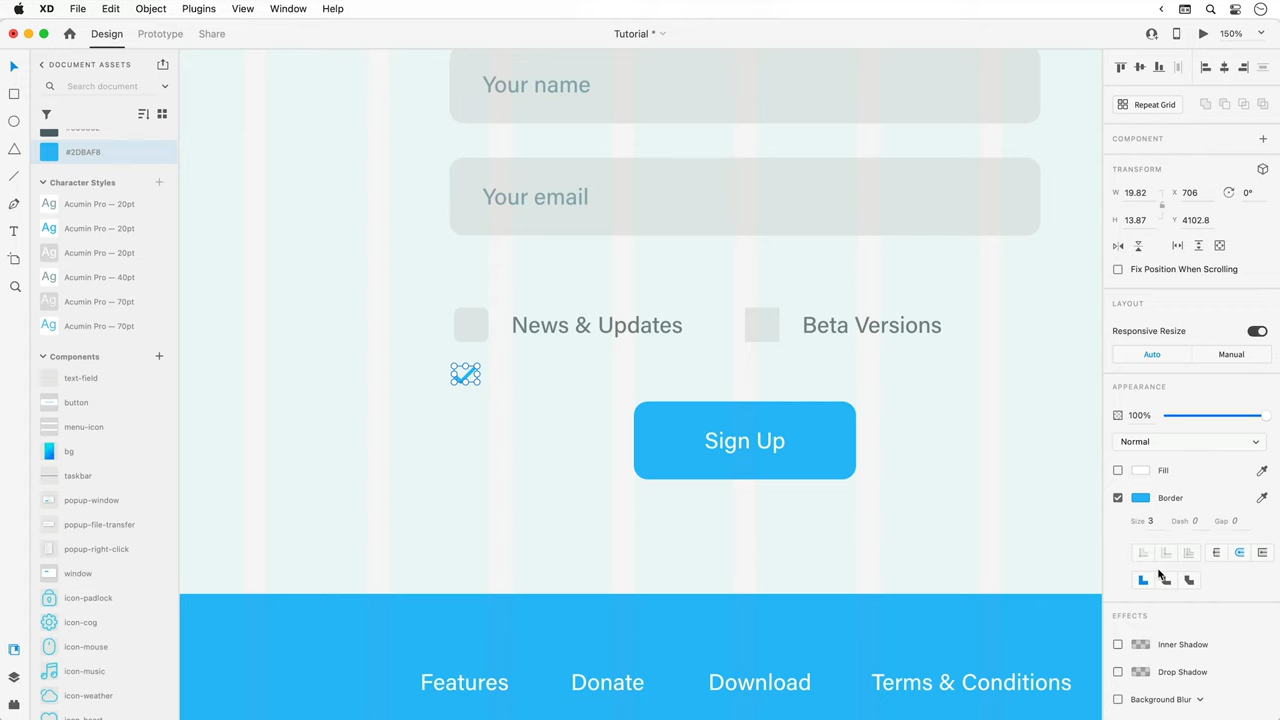 XD File Edit Object Plugins View Window Help
Design Prototype Share Tutorial * 150%
DOCUMENT ASSETS
Search document
#2DBAF8
Character Styles
Ag Acumin Pro — 20pt
Ag Acumin Pro — 20pt
Ag Acumin Pro — 20pt
Ag Acumin Pro — 40pt
Ag Acumin Pro — 70pt
Ag Acumin Pro — 70pt
Components
text-field
button
menu-icon
bg
taskbar
popup-window
popup-file-transfer
popup-right-click
window
icon-padlock
icon-cog
icon-mouse
icon-music
icon-weather
Your name
Your email
News & Updates Beta Versions
Sign Up
Features Donate Download Terms & Conditions
Repeat Grid
COMPONENT
TRANSFORM
W 19.82 X 706 0°
H 13.87 Y 4102.8
Fix Position When Scrolling
LAYOUT
Responsive Resize
Auto Manual
APPEARANCE
100%
Normal
Fill
Border
Size 3 Dash 0 Gap 0
EFFECTS
Inner Shadow
Drop Shadow
Background Blur